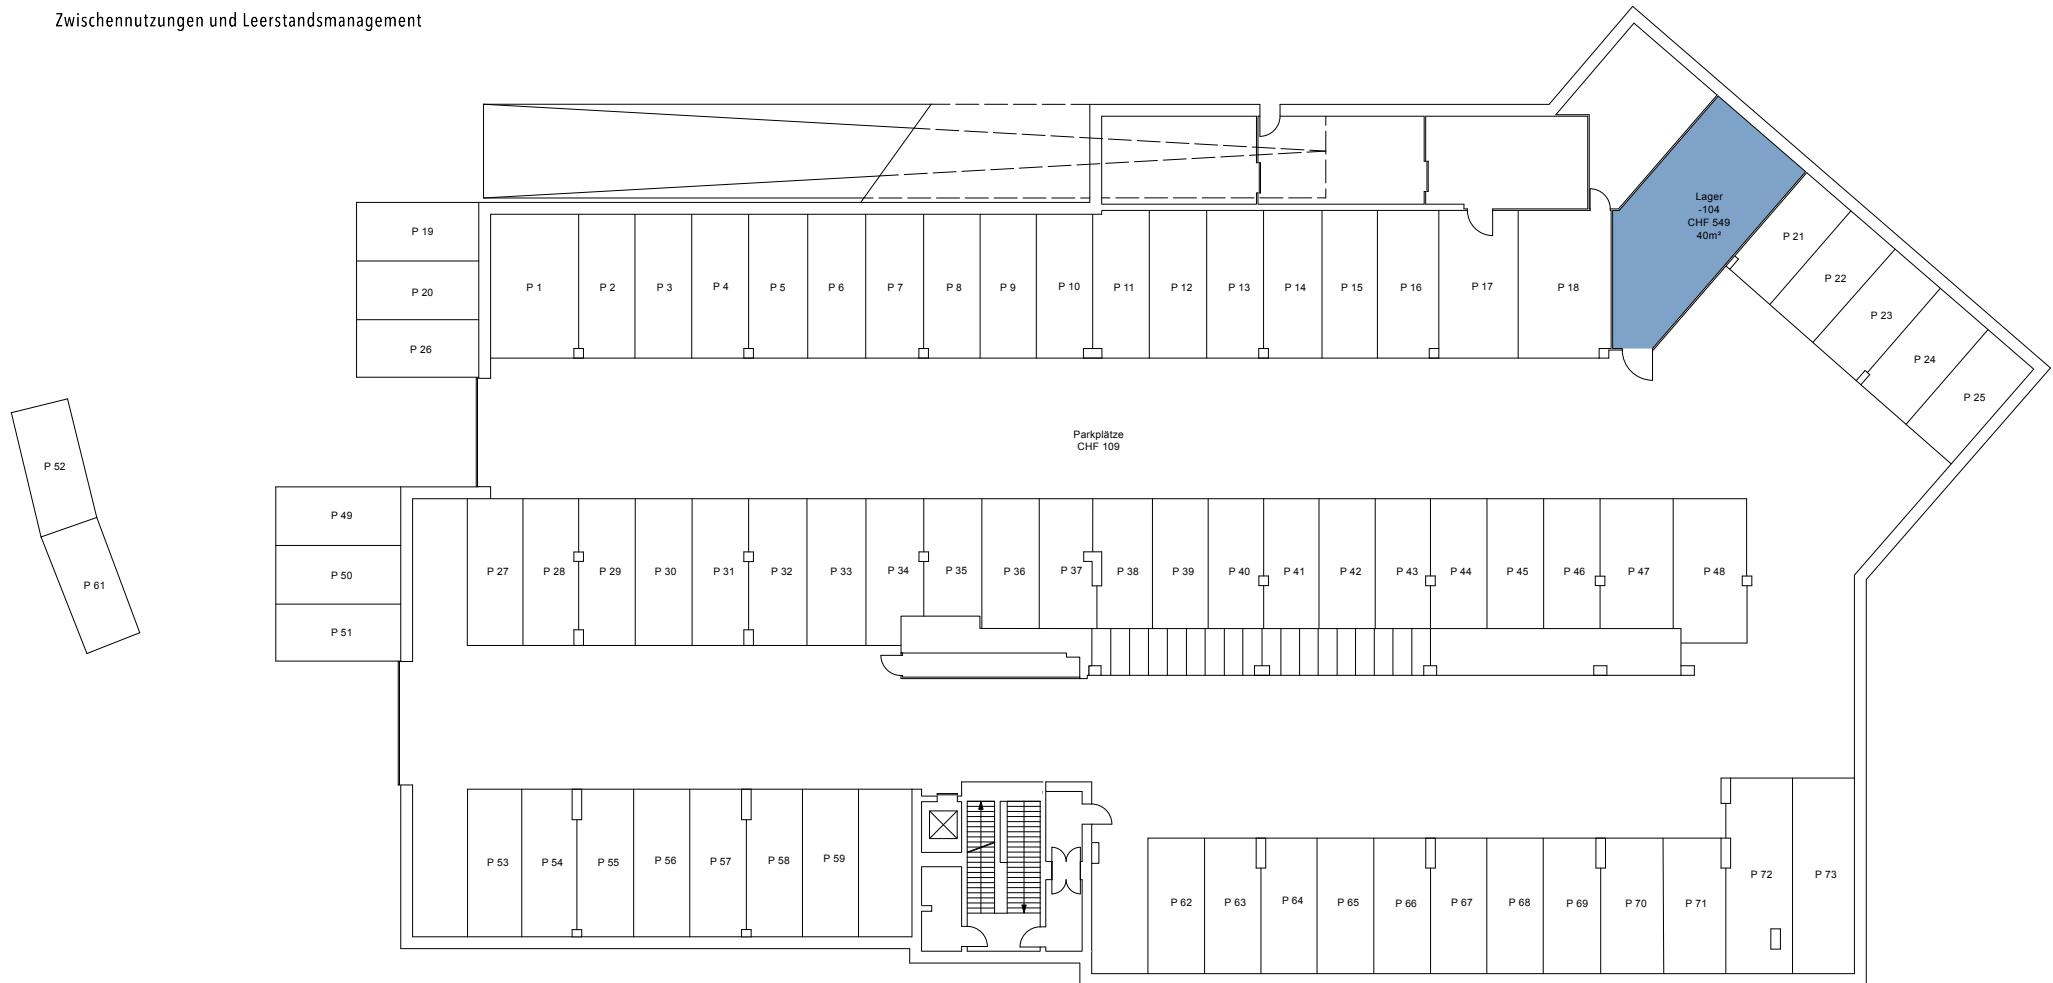 Zwischennutzungen und Leerstandsmanagement
Lager
-104
CHF 549
40m²
P 19
P 20
P 26
P 1
P 2
P 3
P 4
P 5
P 6
P 7
P 8
P 9
P 10
P 11
P 12
P 13
P 14
P 15
P 16
P 17
P 18
P 21
P 22
P 23
P 24
P 25
Parkplätze
CHF 109
P 52
P 61
P 49
P 50
P 51
P 27
P 28
P 29
P 30
P 31
P 32
P 33
P 34
P 35
P 36
P 37
P 38
P 39
P 40
P 41
P 42
P 43
P 44
P 45
P 46
P 47
P 48
P 53
P 54
P 55
P 56
P 57
P 58
P 59
P 62
P 63
P 64
P 65
P 66
P 67
P 68
P 69
P 70
P 71
P 72
P 73